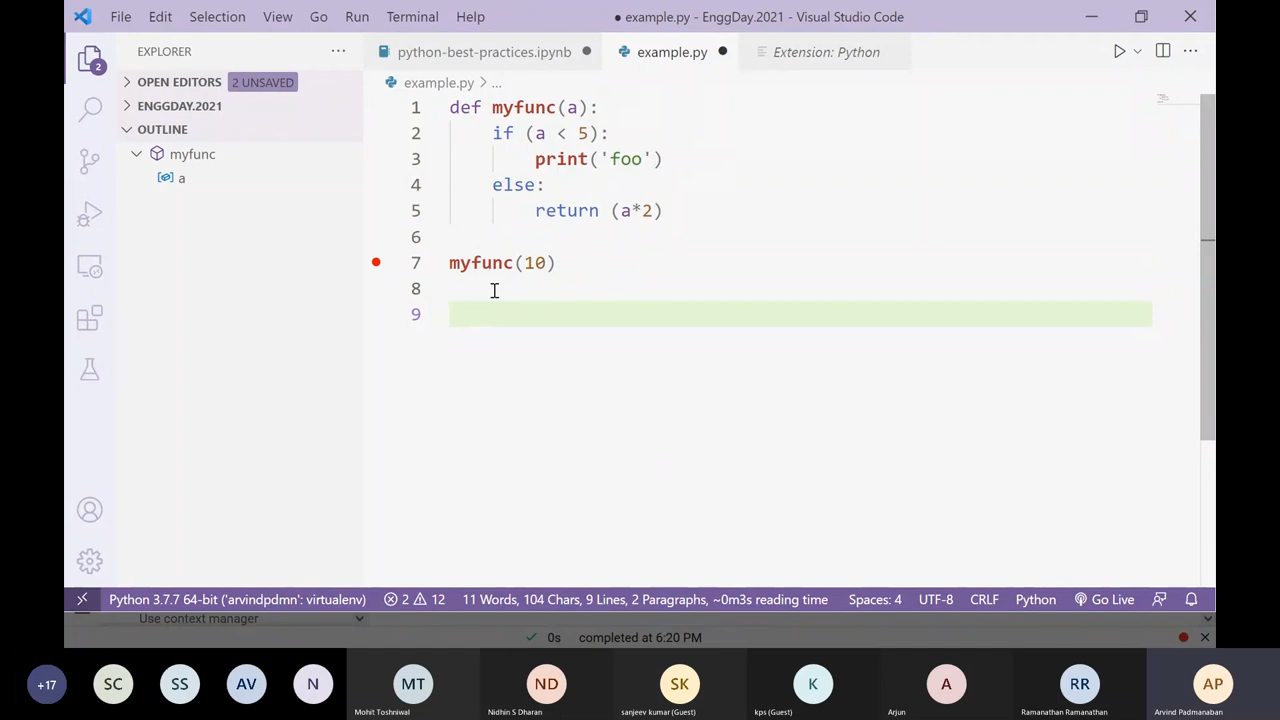 File Edit Selection View Go Run Terminal Help ● example.py - EnggDay.2021 - Visual Studio Code
EXPLORER ...
python-best-practices.ipynb ● example.py ● Extension: Python ...
OPEN EDITORS 2 UNSAVED
example.py > ...
ENGGDAY.2021
OUTLINE
myfunc
a
2
1 def myfunc(a):
2 if (a < 5):
3 print('foo')
4 else:
5 return (a*2)
6
7 myfunc(10)
8
9
Python 3.7.7 64-bit ('arvindpdmn': virtualenv) 2 12 11 Words, 104 Chars, 9 Lines, 2 Paragraphs, ~0m3s reading time Spaces: 4 UTF-8 CRLF Python Go Live
Use context manager
✓ 0s completed at 6:20 PM
+17 SC SS AV N MT ND SK K A RR AP
Mohit Toshniwal Nidhin S Dharan sanjeev kumar (Guest) kps (Guest) Arjun Ramanathan Ramanathan Arvind Padmanaban